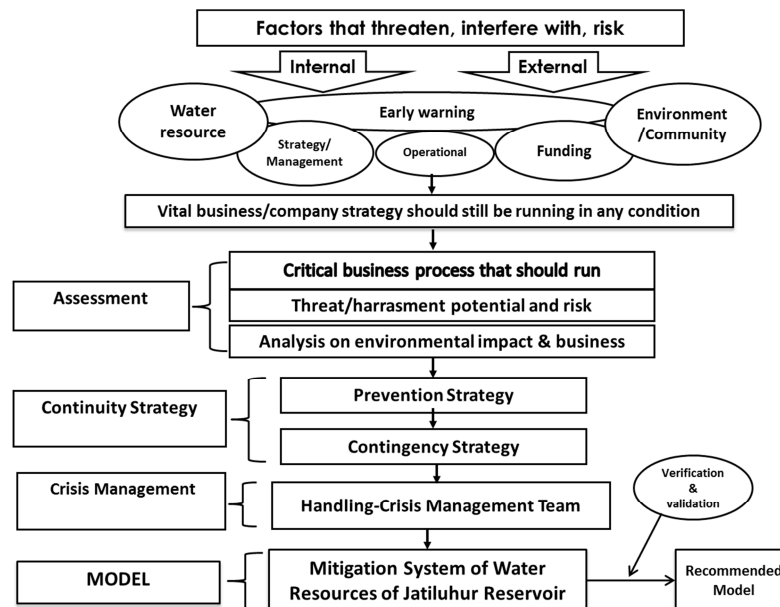 Factors that threaten, interfere with, risk
Internal
External
Water
resource
Early warning
Environment
/Community
Strategy/
Management
Operational
Funding
Vital business/company strategy should still be running in any condition
Assessment
Critical business process that should run
Threat/harrasment potential and risk
Analysis on environmental impact & business
Continuity Strategy
Prevention Strategy
Contingency Strategy
Crisis Management
Handling-Crisis Management Team
Verification
&
validation
MODEL
Mitigation System of Water
Resources of Jatiluhur Reservoir
Recommended
Model